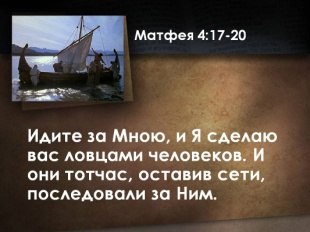 Матфея 4:17-20
Идите за Мною, и Я сделаю
вас ловцами человеков. И
они тотчас, оставив сети,
последовали за Ним.